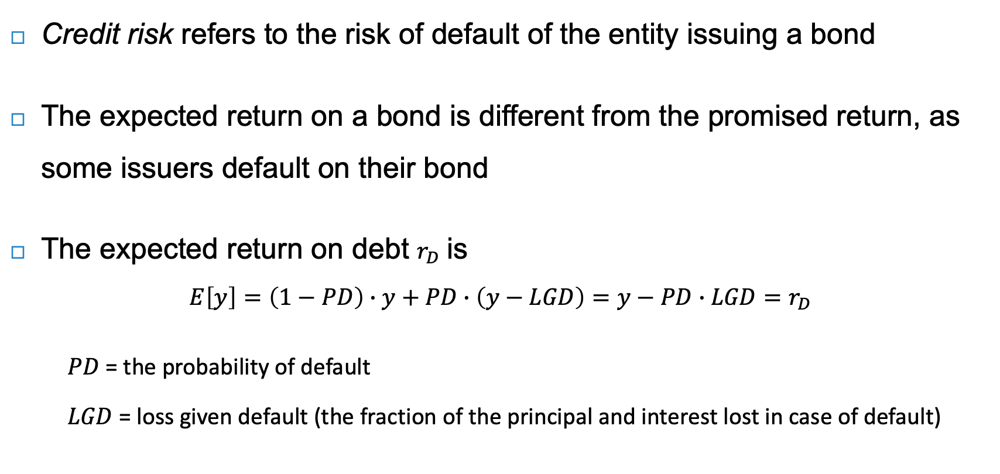 Credit risk refers to the risk of default of the entity issuing a bond
The expected return on a bond is different from the promised return, as
some issuers default on their bond
The expected return on debt r_D is
E[y] = (1 − PD) · y + PD · (y − LGD) = y − PD · LGD = r_D
PD = the probability of default
LGD = loss given default (the fraction of the principal and interest lost in case of default)